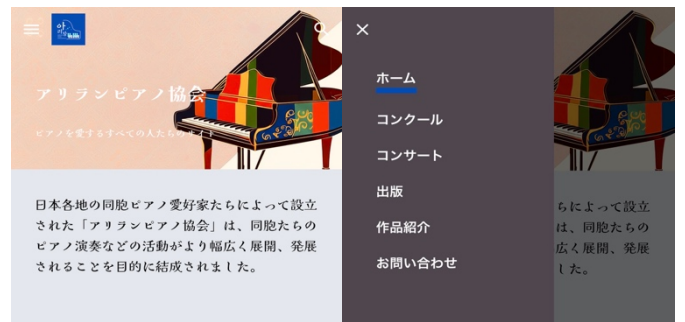 アリランピアノ協会
ピアノを愛するすべての人たちのサイト
日本各地の同胞ピアノ愛好家たちによって設立
された「アリランピアノ協会」は、同胞たちの
ピアノ演奏などの活動がより幅広く展開、発展
されることを目的に結成されました。
ホーム
コンクール
コンサート
出版
作品紹介
お問い合わせ
ちによって設立
は、同胞たちの
広く展開、発展
した。